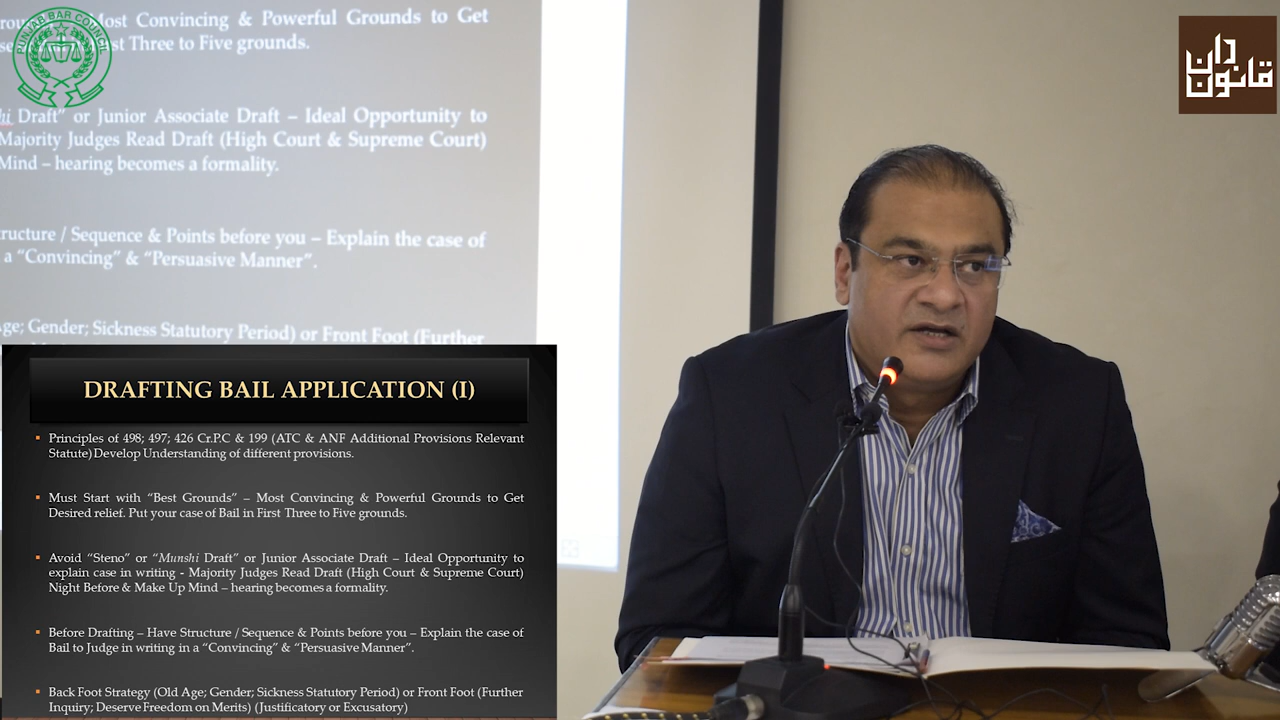 PUNJAB BAR COUNCIL
Most Convincing & Powerful Grounds to Get
First Three to Five grounds.
Draft" or Junior Associate Draft – Ideal Opportunity to
Majority Judges Read Draft (High Court & Supreme Court)
Mind – hearing becomes a formality.
Structure / Sequence & Points before you – Explain the case of
a "Convincing" & "Persuasive Manner".
Age; Gender; Sickness Statutory Period) or Front Foot (Further
قانون دان
DRAFTING BAIL APPLICATION (I)
▪ Principles of 498; 497; 426 Cr.P.C & 199 (ATC & ANF Additional Provisions Relevant
Statute) Develop Understanding of different provisions.
▪ Must Start with "Best Grounds" – Most Convincing & Powerful Grounds to Get
Desired relief. Put your case of Bail in First Three to Five grounds.
▪ Avoid "Steno" or "Munshi Draft" or Junior Associate Draft – Ideal Opportunity to
explain case in writing - Majority Judges Read Draft (High Court & Supreme Court)
Night Before & Make Up Mind – hearing becomes a formality.
▪ Before Drafting – Have Structure / Sequence & Points before you – Explain the case of
Bail to Judge in writing in a "Convincing" & "Persuasive Manner".
▪ Back Foot Strategy (Old Age; Gender; Sickness Statutory Period) or Front Foot (Further
Inquiry; Deserve Freedom on Merits) (Justificatory or Excusatory)